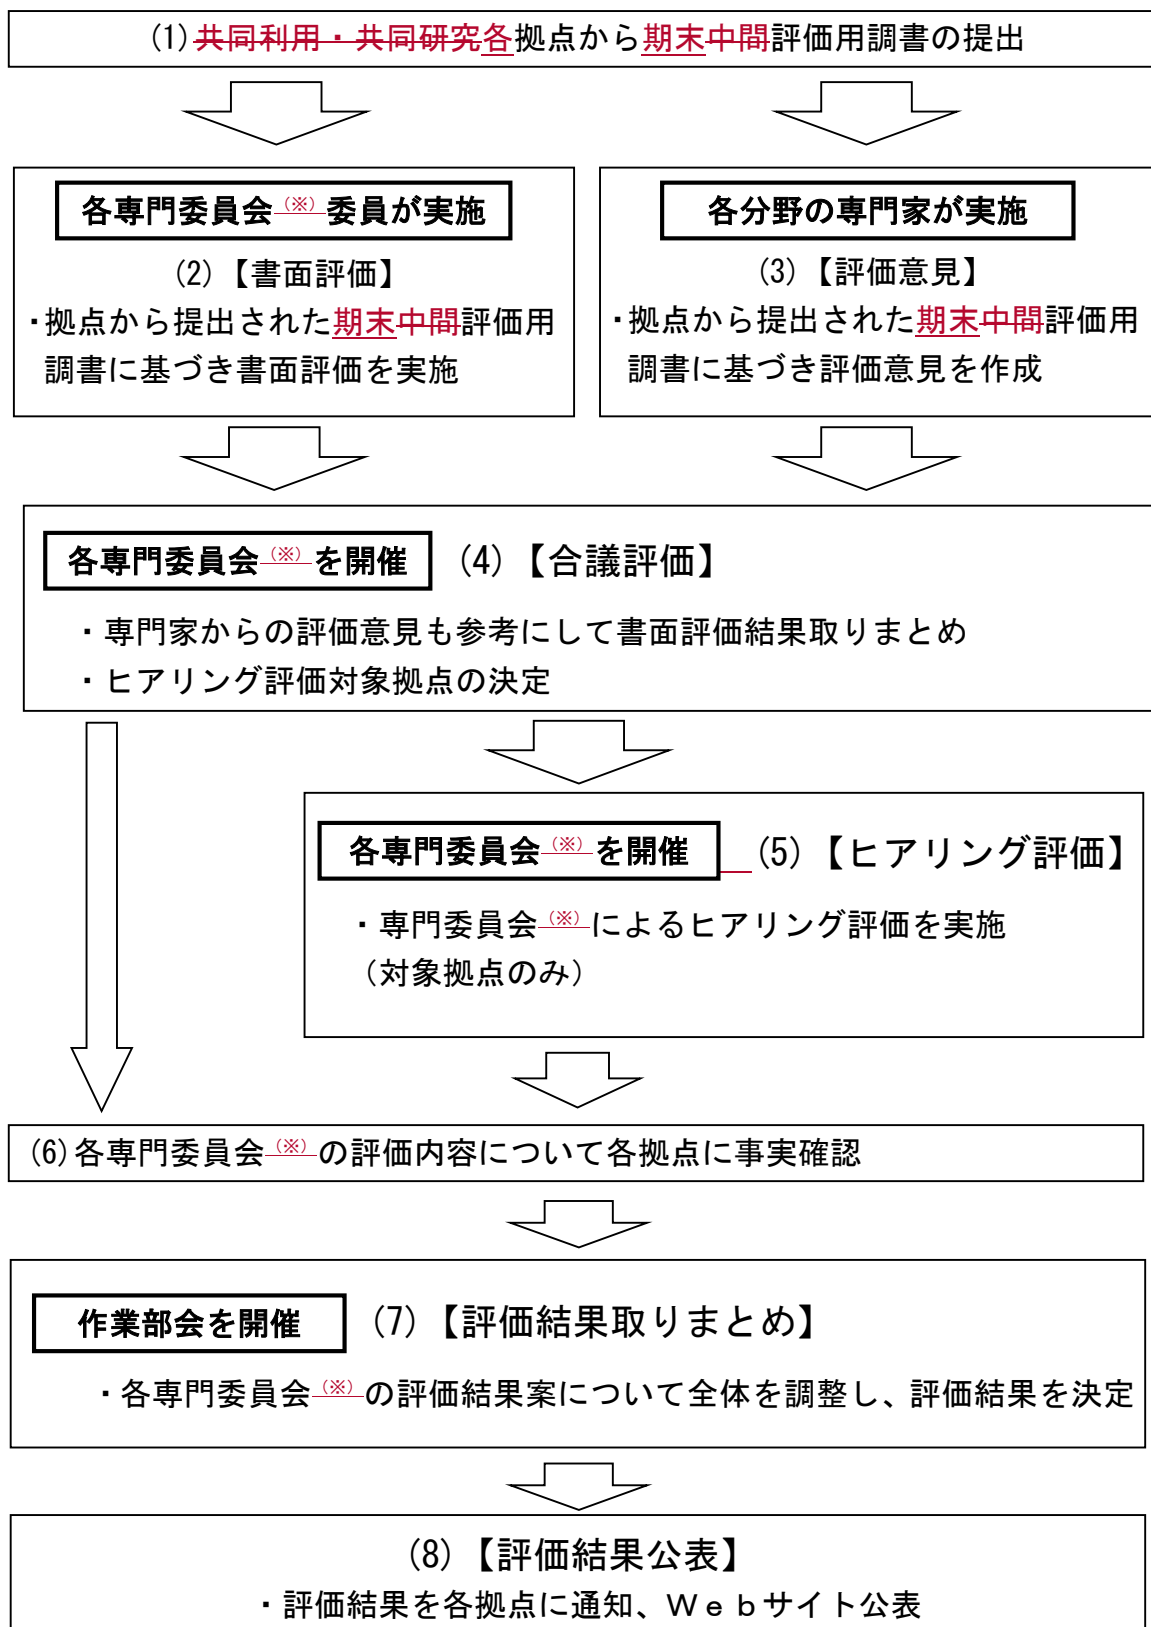 (1)共同利用・共同研究各拠点から期末中間評価用調書の提出
各専門委員会(※)委員が実施
(2)【書面評価】
・拠点から提出された期末中間評価用
調書に基づき書面評価を実施
各分野の専門家が実施
(3)【評価意見】
・拠点から提出された期末中間評価用
調書に基づき評価意見を作成
各専門委員会(※)を開催
(4)【合議評価】
・専門家からの評価意見も参考にして書面評価結果取りまとめ
・ヒアリング評価対象拠点の決定
各専門委員会(※)を開催
(5)【ヒアリング評価】
・専門委員会(※)によるヒアリング評価を実施
(対象拠点のみ)
(6)各専門委員会(※)の評価内容について各拠点に事実確認
作業部会を開催
(7)【評価結果取りまとめ】
・各専門委員会(※)の評価結果案について全体を調整し、評価結果を決定
(8)【評価結果公表】
・評価結果を各拠点に通知、Ｗｅｂサイト公表